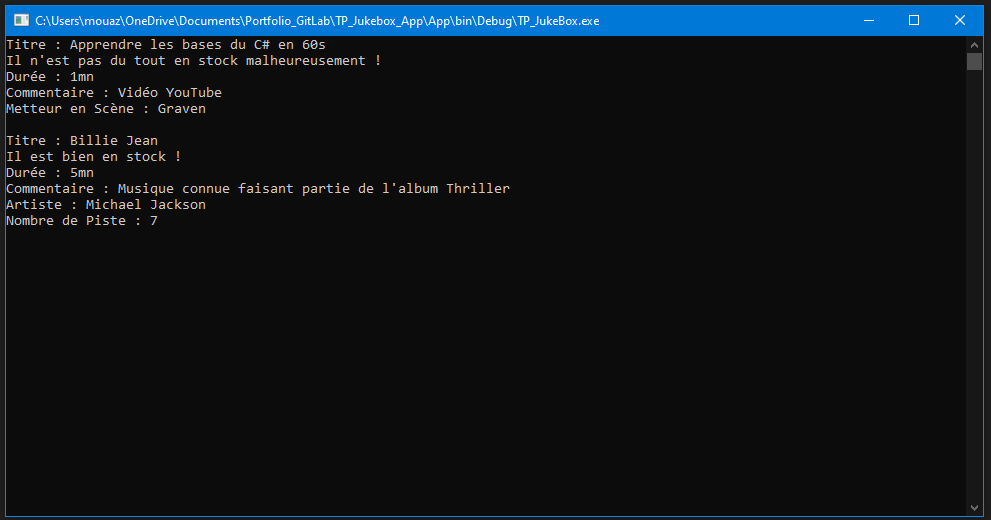 C:\Users\mouaz\OneDrive\Documents\Portfolio_GitLab\TP_Jukebox_App\App\bin\Debug\TP_JukeBox.exe
Titre : Apprendre les bases du C# en 60s
Il n'est pas du tout en stock malheureusement !
Durée : 1mn
Commentaire : Vidéo YouTube
Metteur en Scène : Graven

Titre : Billie Jean
Il est bien en stock !
Durée : 5mn
Commentaire : Musique connue faisant partie de l'album Thriller
Artiste : Michael Jackson
Nombre de Piste : 7